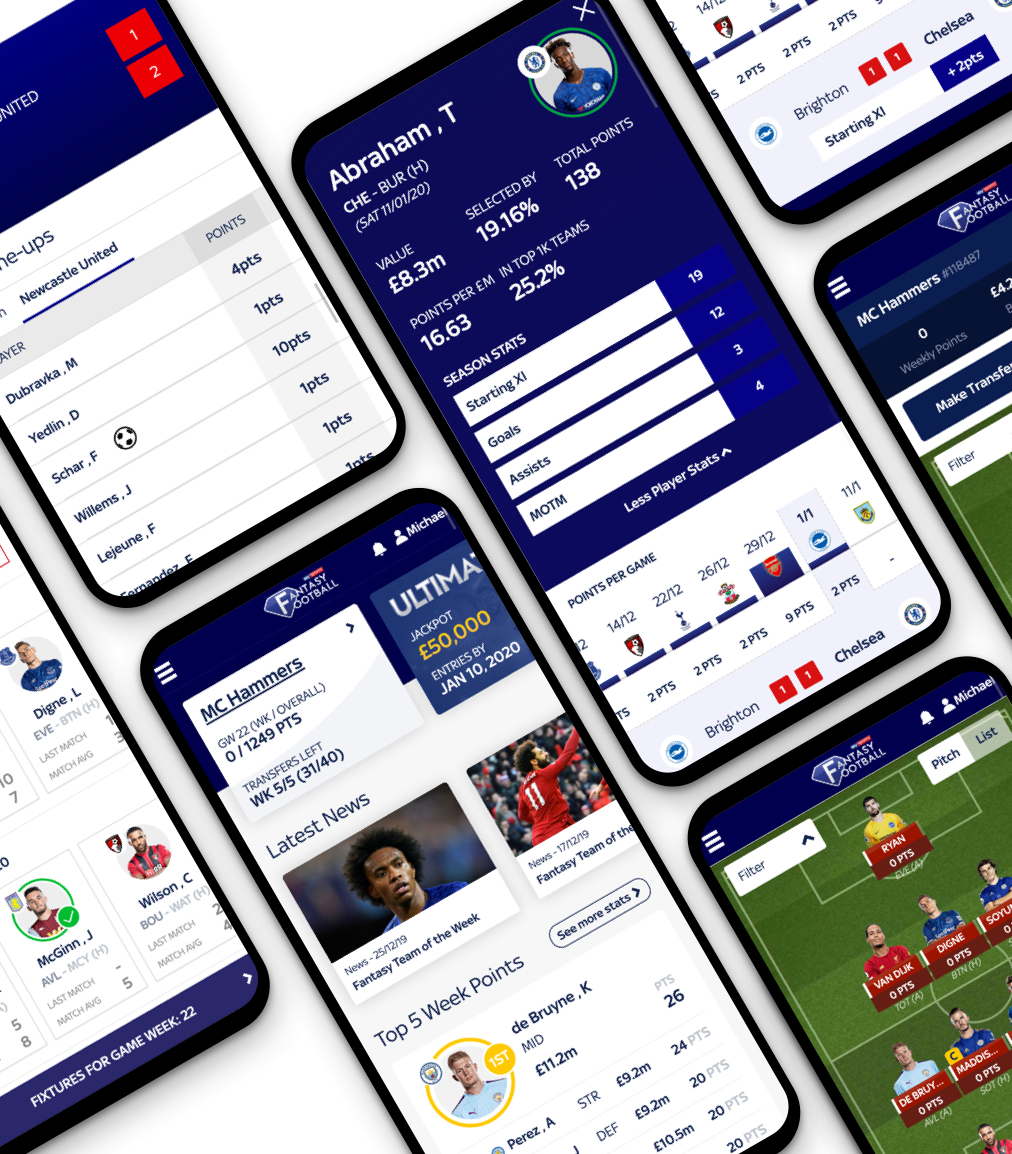 1
2
UNITED
Newcastle United
POINTS
Dubravka , M
4pts
Yedlin , D
1pts
Schar , F
10pts
Willems , J
1pts
Lejeune , F
1pts
Fernandez , F
1pts
Abraham , T
CHE - BUR (H)
(SAT 11/01/20)
VALUE
£8.3m
SELECTED BY
19.16%
TOTAL POINTS
138
POINTS PER £M
16.63
IN TOP 1K TEAMS
25.2%
SEASON STATS
Starting XI
19
Goals
12
Assists
3
MOTM
4
Less Player Stats
POINTS PER GAME
14/12
22/12
26/12
29/12
1/1
11/1
2 PTS
2 PTS
2 PTS
9 PTS
2 PTS
-
Brighton
1
1
Chelsea
14/12
2 PTS
2 PTS
2 PTS
Brighton
1
1
Chelsea
Starting XI
+ 2pts
FANTASY
FOOTBALL
MC Hammers #118487
0
Weekly Points
Make Transfer
Filter
Digne , L
EVE - BTN (H)
LAST MATCH
MATCH AVG
7
McGinn , J
AVL - MCY (H)
LAST MATCH
-
MATCH AVG
5
Wilson , C
BOU - WAT (H)
LAST MATCH
MATCH AVG
5
8
FIXTURES FOR GAME WEEK: 22
Michael
FANTASY
FOOTBALL
MC Hammers
GW 22 (WK / OVERALL)
0 / 1249 PTS
TRANSFERS LEFT
WK 5/5 (31/40)
ULTIMA
JACKPOT
£50,000
ENTRIES BY
JAN 10, 2020
Latest News
News - 25/12/19
Fantasy Team of the Week
11
News - 17/12/19
Fantasy Team of the
See more stats
Top 5 Week Points
1ST
de Bruyne , K
MID
£11.2m
PTS
26
Perez , A
STR
£9.2m
24 PTS
DEF
£9.2m
20 PTS
£10.5m
20 PTS
20 PTS
Michael
FANTASY
FOOTBALL
Pitch
List
Filter
RYAN
0 PTS
EVE (A)
VAN DIJK
0 PTS
TOT (A)
DIGNE
0 PTS
BTN (H)
SOYUN
DE BRUY...
0 PTS
AVL (A)
C
MADDIS...
0 PTS
SOT (H)